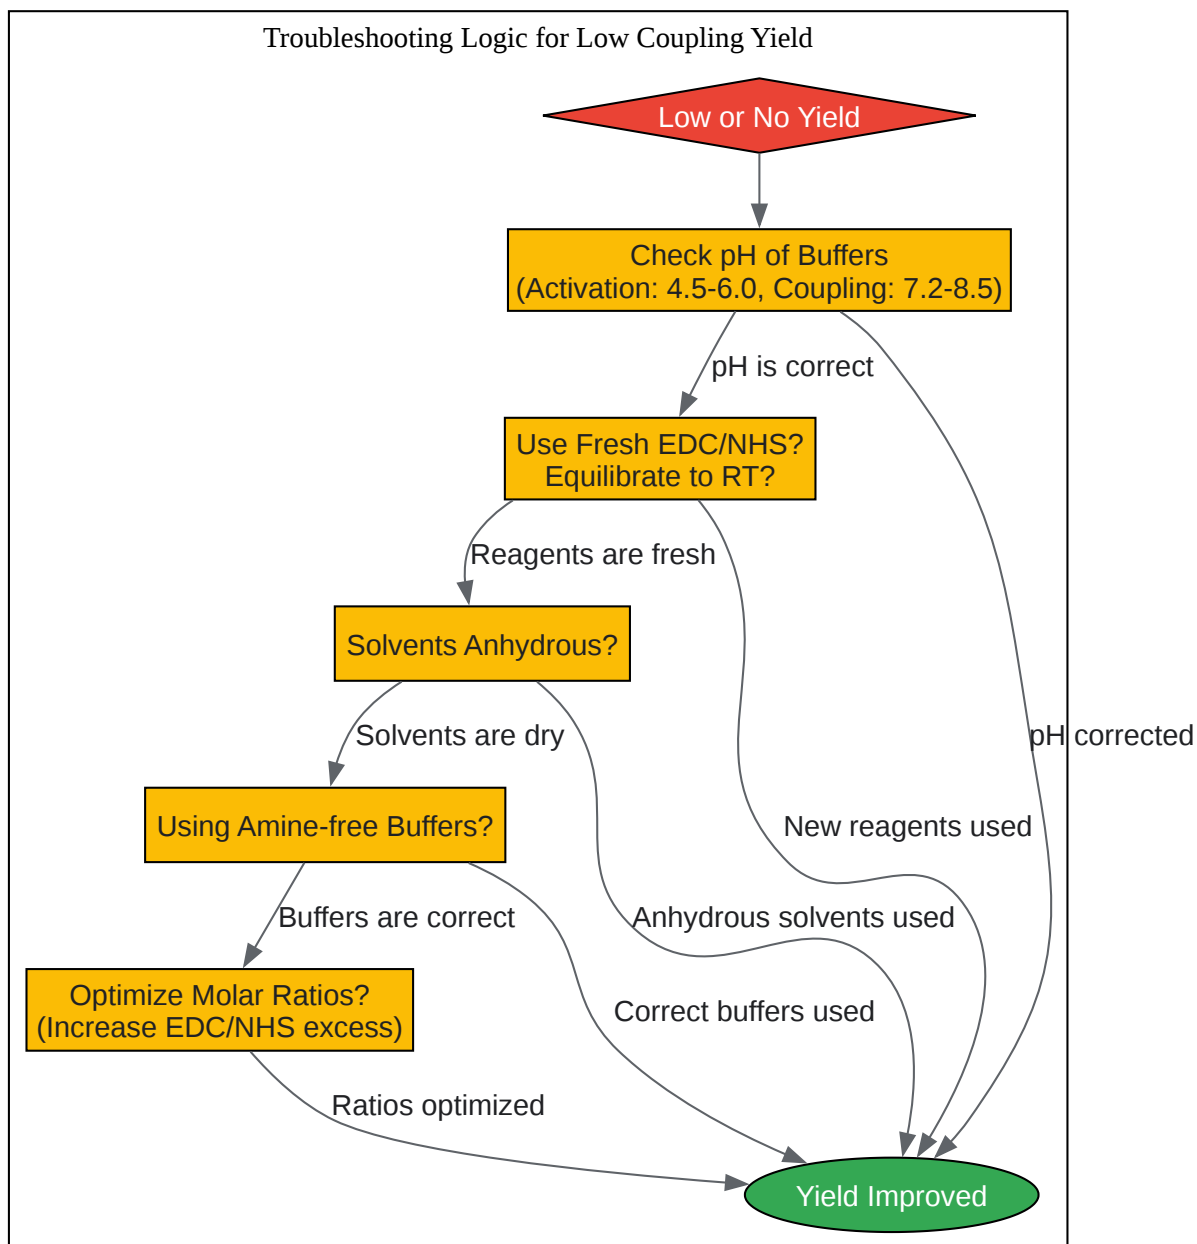 Troubleshooting Logic for Low Coupling Yield
Low or No Yield
Check pH of Buffers
(Activation: 4.5-6.0, Coupling: 7.2-8.5)
pH is correct
Use Fresh EDC/NHS?
Equilibrate to RT?
Reagents are fresh
Solvents Anhydrous?
Solvents are dry
pH corrected
Using Amine-free Buffers?
New reagents used
Buffers are correct
Anhydrous solvents used
Optimize Molar Ratios?
(Increase EDC/NHS excess)
Correct buffers used
Ratios optimized
Yield Improved